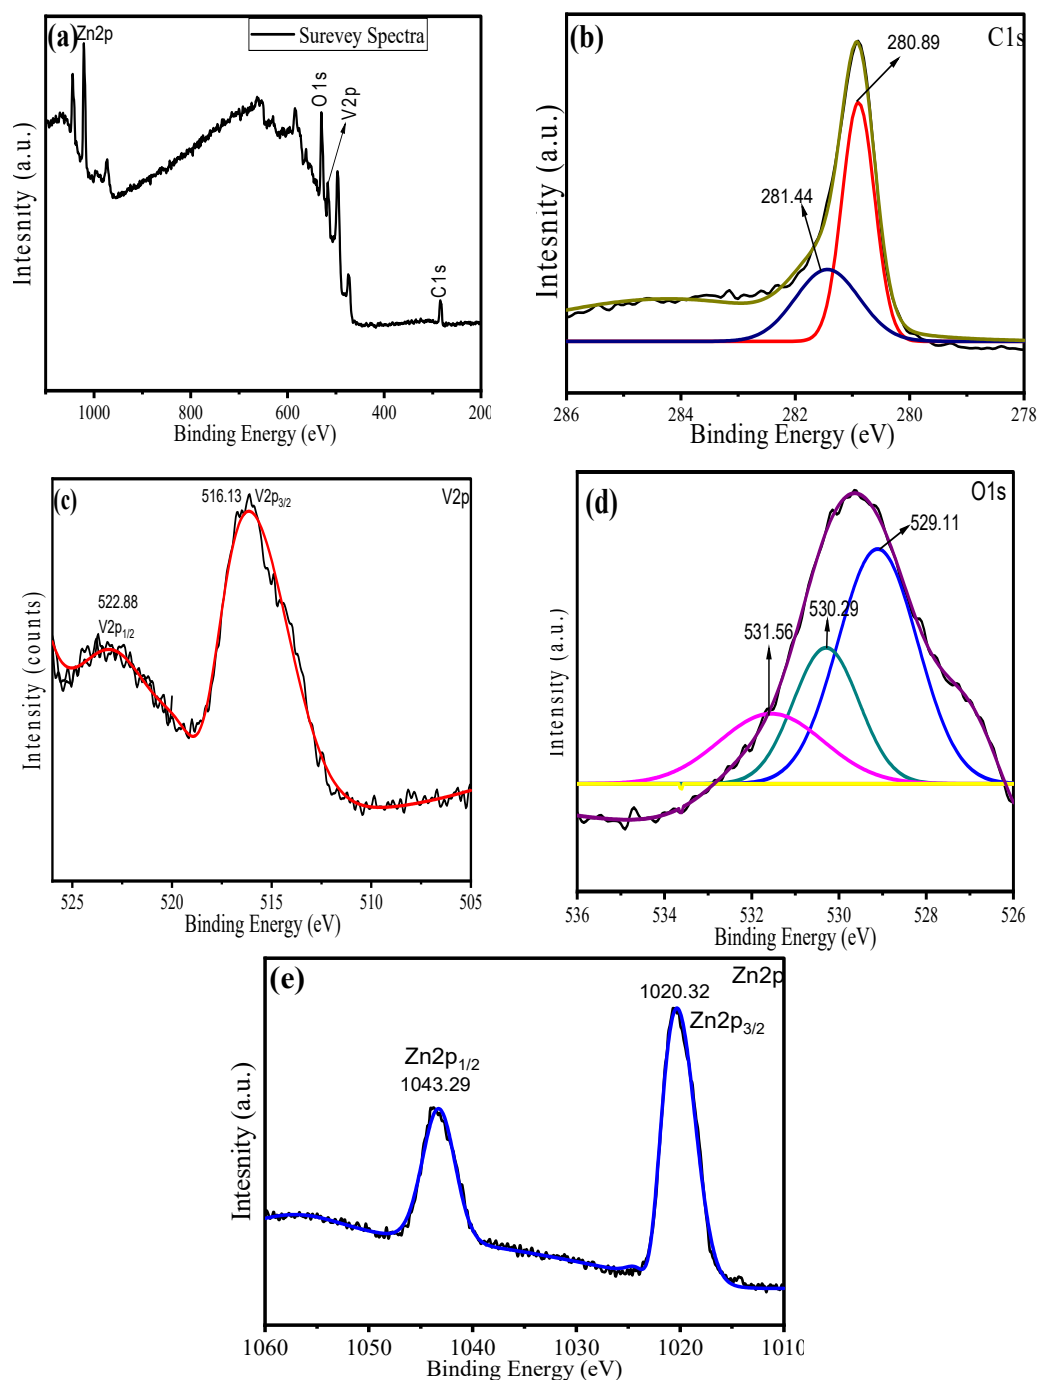 (a)
Zn2p
Surevey Spectra
O1s
V2p
C1s
Intesnity (a.u.)
1000 800 600 400 200
Binding Energy (eV)
(b)
C1s
280.89
281.44
Intesnity (a.u.)
286 284 282 280 278
Binding Energy (eV)
(c)
V2p
516.13 V2p3/2
522.88
V2p1/2
Intensity (counts)
525 520 515 510 505
Binding Energy (eV)
(d)
O1s
529.11
530.29
531.56
Intensity (a.u.)
536 534 532 530 528 526
Binding Energy (eV)
(e)
Zn2p
1020.32
Zn2p3/2
Zn2p1/2
1043.29
Intesnity (a.u.)
1060 1050 1040 1030 1020 1010
Binding Energy (eV)